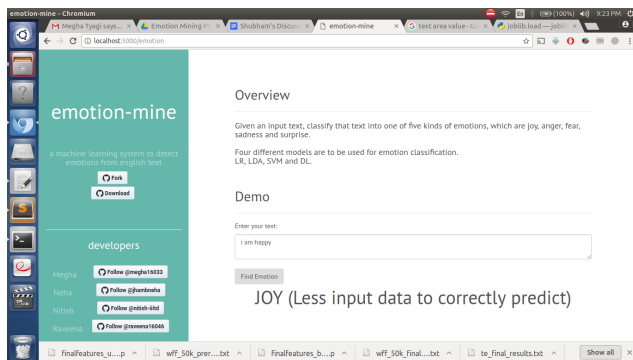 emotion-mine - Chromium
En
(100%)
9:23 PM
Megha Tyagi says...
Emotion Mining P
Shubham's Discus
emotion-mine
text area value - Go
joblib.load — joblib
localhost:5000/emotion
emotion-mine
a machine learning system to detect
emotions from english text
Fork
Download
developers
Megha
Follow @megha16033
Neha
Follow @jhambneha
Nitish
Follow @nitish-iiitd
Raveena
Follow @raveena16046
Overview
Given an input text, classify that text into one of five kinds of emotions, which are joy, anger, fear,
sadness and surprise.
Four different models are to be used for emotion classification.
LR, LDA, SVM and DL.
Demo
Enter your text:
i am happy
Find Emotion
JOY (Less input data to correctly predict)
finalfeatures_u....p
wff_50k_prer....txt
finalfeatures_b....p
wff_50k_final....txt
te_final_results.txt
Show all